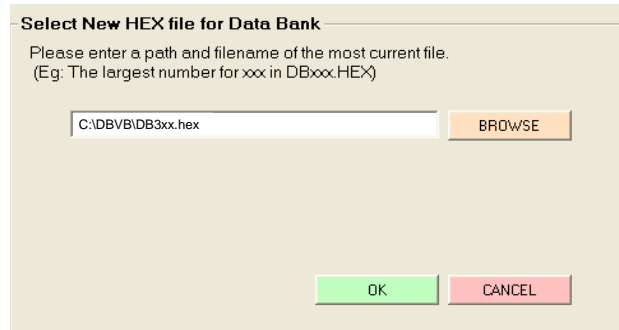 Select New HEX file for Data Bank
Please enter a path and filename of the most current file.
(Eg: The largest number for xxx in DBxxx.HEX)
C:\DBVB\DB3xx.hex
BROWSE
OK
CANCEL